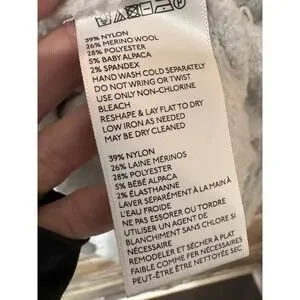 39% NYLON
26% MERINO WOOL
28% POLYESTER
5% BABY ALPACA
2% SPANDEX
HAND WASH COLD SEPARATELY
DO NOT WRING OR TWIST
USE ONLY NON-CHLORINE
BLEACH
RESHAPE & LAY FLAT TO DRY
LOW IRON AS NEEDED
MAY BE DRY CLEANED
39% NYLON
26% LAINE MÉRINOS
28% POLYESTER
5% BÉBÉ ALPACA
2% ÉLASTHANNE
LAVER SÉPARÉMENT À LA MAIN À
L'EAU FROIDE
NE PAS ESSORER OU TORDRE
UTILISER UN AGENT DE
BLANCHIMENT SANS CHLORE SI
NÉCESSAIRE
REMODELER ET SÉCHER À PLAT
FAIBLE COMME FER NÉCESSAIRES
PEUT-ÊTRE ÊTRE NETTOYÉ SEC